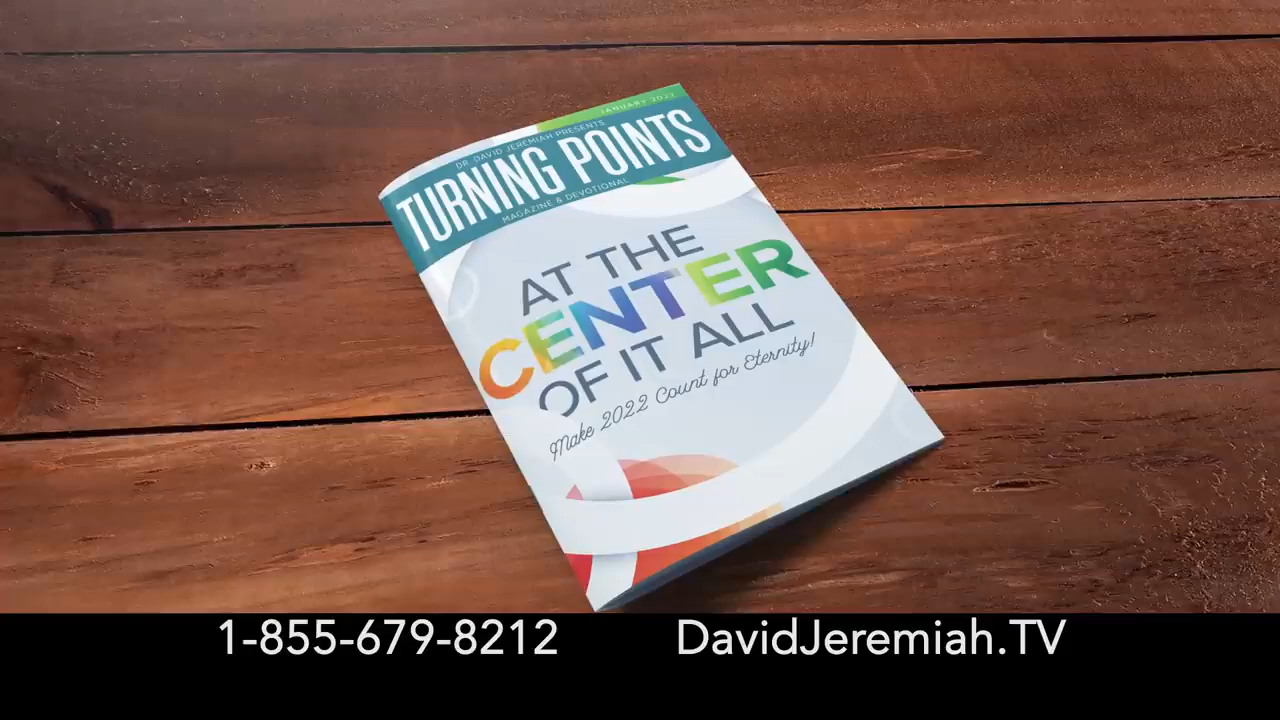 JANUARY 2022
DR. DAVID JEREMIAH PRESENTS
TURNING POINTS
MAGAZINE & DEVOTIONAL
AT THE
CENTER
OF IT ALL
Make 2022 Count for Eternity!
1-855-679-8212
DavidJeremiah.TV